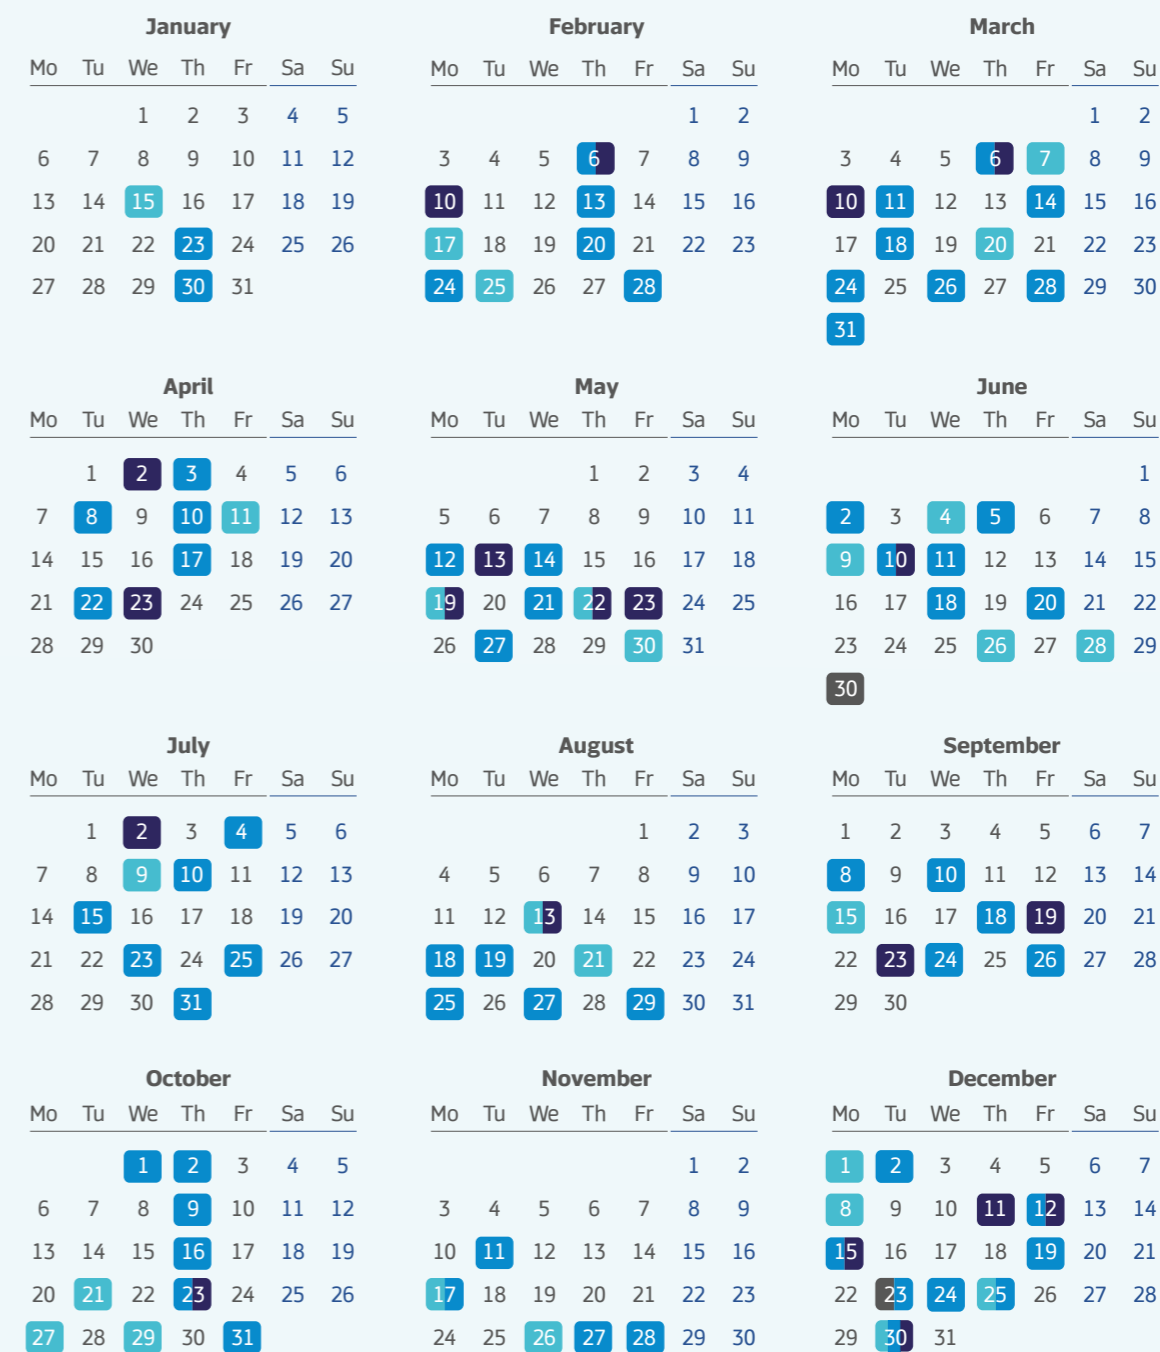 January February March
Mo Tu We Th Fr Sa Su Mo Tu We Th Fr Sa Su Mo Tu We Th Fr Sa Su
1 2 3 4 5 1 2 1 2
6 7 8 9 10 11 12 3 4 5 6 7 8 9 3 4 5 6 7 8 9
13 14 15 16 17 18 19 10 11 12 13 14 15 16 10 11 12 13 14 15 16
20 21 22 23 24 25 26 17 18 19 20 21 22 23 17 18 19 20 21 22 23
27 28 29 30 31 24 25 26 27 28 24 25 26 27 28 29 30
31
April May June
Mo Tu We Th Fr Sa Su Mo Tu We Th Fr Sa Su Mo Tu We Th Fr Sa Su
1 2 3 4 5 6 1 2 3 4 1
7 8 9 10 11 12 13 5 6 7 8 9 10 11 2 3 4 5 6 7 8
14 15 16 17 18 19 20 12 13 14 15 16 17 18 9 10 11 12 13 14 15
21 22 23 24 25 26 27 19 20 21 22 23 24 25 16 17 18 19 20 21 22
28 29 30 26 27 28 29 30 31 23 24 25 26 27 28 29
30
July August September
Mo Tu We Th Fr Sa Su Mo Tu We Th Fr Sa Su Mo Tu We Th Fr Sa Su
1 2 3 4 5 6 1 2 3 1 2 3 4 5 6 7
7 8 9 10 11 12 13 4 5 6 7 8 9 10 8 9 10 11 12 13 14
14 15 16 17 18 19 20 11 12 13 14 15 16 17 15 16 17 18 19 20 21
21 22 23 24 25 26 27 18 19 20 21 22 23 24 22 23 24 25 26 27 28
28 29 30 31 25 26 27 28 29 30 31 29 30
October November December
Mo Tu We Th Fr Sa Su Mo Tu We Th Fr Sa Su Mo Tu We Th Fr Sa Su
1 2 3 4 5 1 2 1 2 3 4 5 6 7
6 7 8 9 10 11 12 3 4 5 6 7 8 9 8 9 10 11 12 13 14
13 14 15 16 17 18 19 10 11 12 13 14 15 16 15 16 17 18 19 20 21
20 21 22 23 24 25 26 17 18 19 20 21 22 23 22 23 24 25 26 27 28
27 28 29 30 31 24 25 26 27 28 29 30 29 30 31